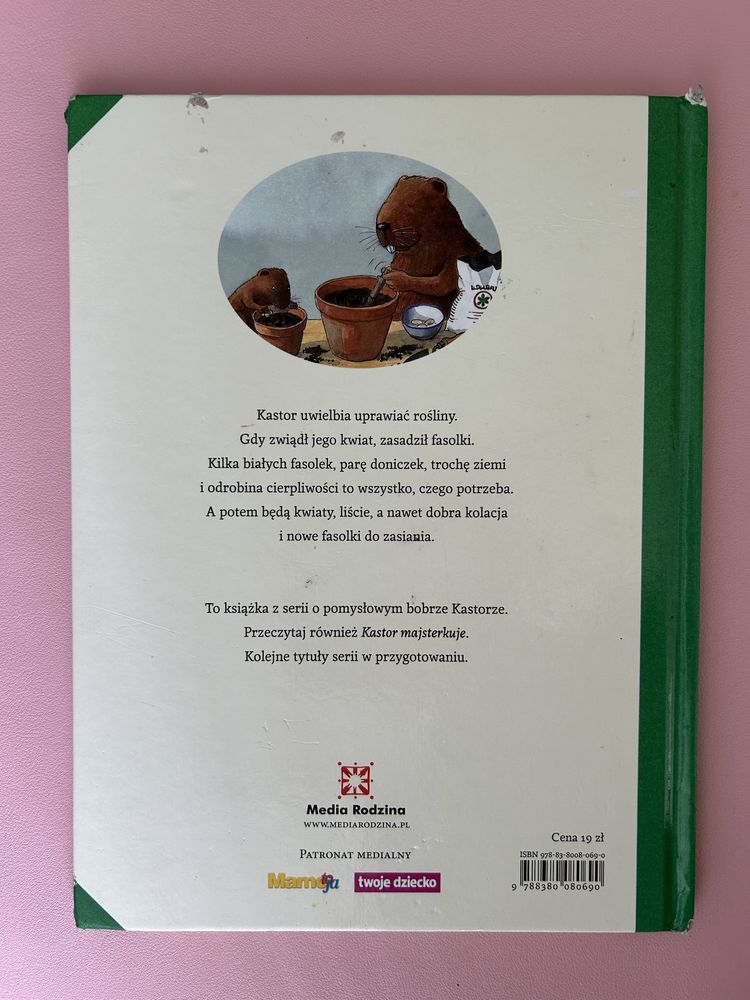 Kastor uwielbia uprawiać rośliny.
Gdy zwiądł jego kwiat, zasadził fasolki.
Kilka białych fasolek, parę doniczek, trochę ziemi
i odrobina cierpliwości to wszystko, czego potrzeba.
A potem będą kwiaty, liście, a nawet dobra kolacja
i nowe fasolki do zasiania.
To książka z serii o pomysłowym bobrze Kastorze.
Przeczytaj również Kastor majsterkuje.
Kolejne tytuły serii w przygotowaniu.
Media Rodzina
WWW.MEDIARODZINA.PL
Cena 19 zł
PATRONAT MEDIALNY
ISBN 978-83-8008-069-0
Mamo to ja
twoje dziecko
9 788380 080690